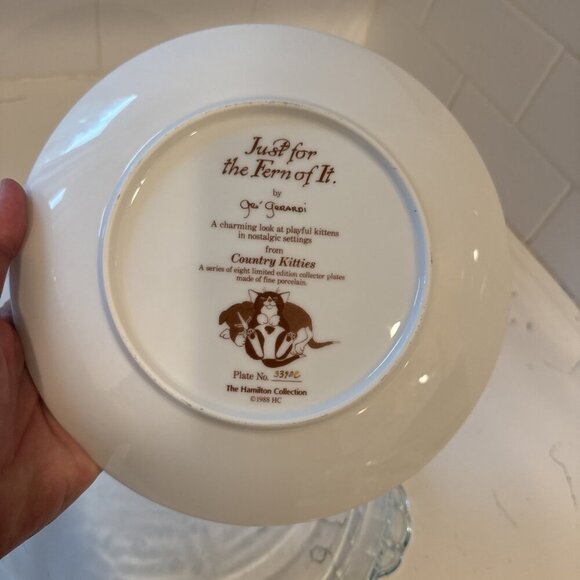 Just for
the Fern of It.
by
Gré Gerardi
A charming look at playful kittens
in nostalgic settings
from
Country Kitties
A series of eight limited edition collector plates
made of fine porcelain.
Plate No.
The Hamilton Collection
©1988 HC